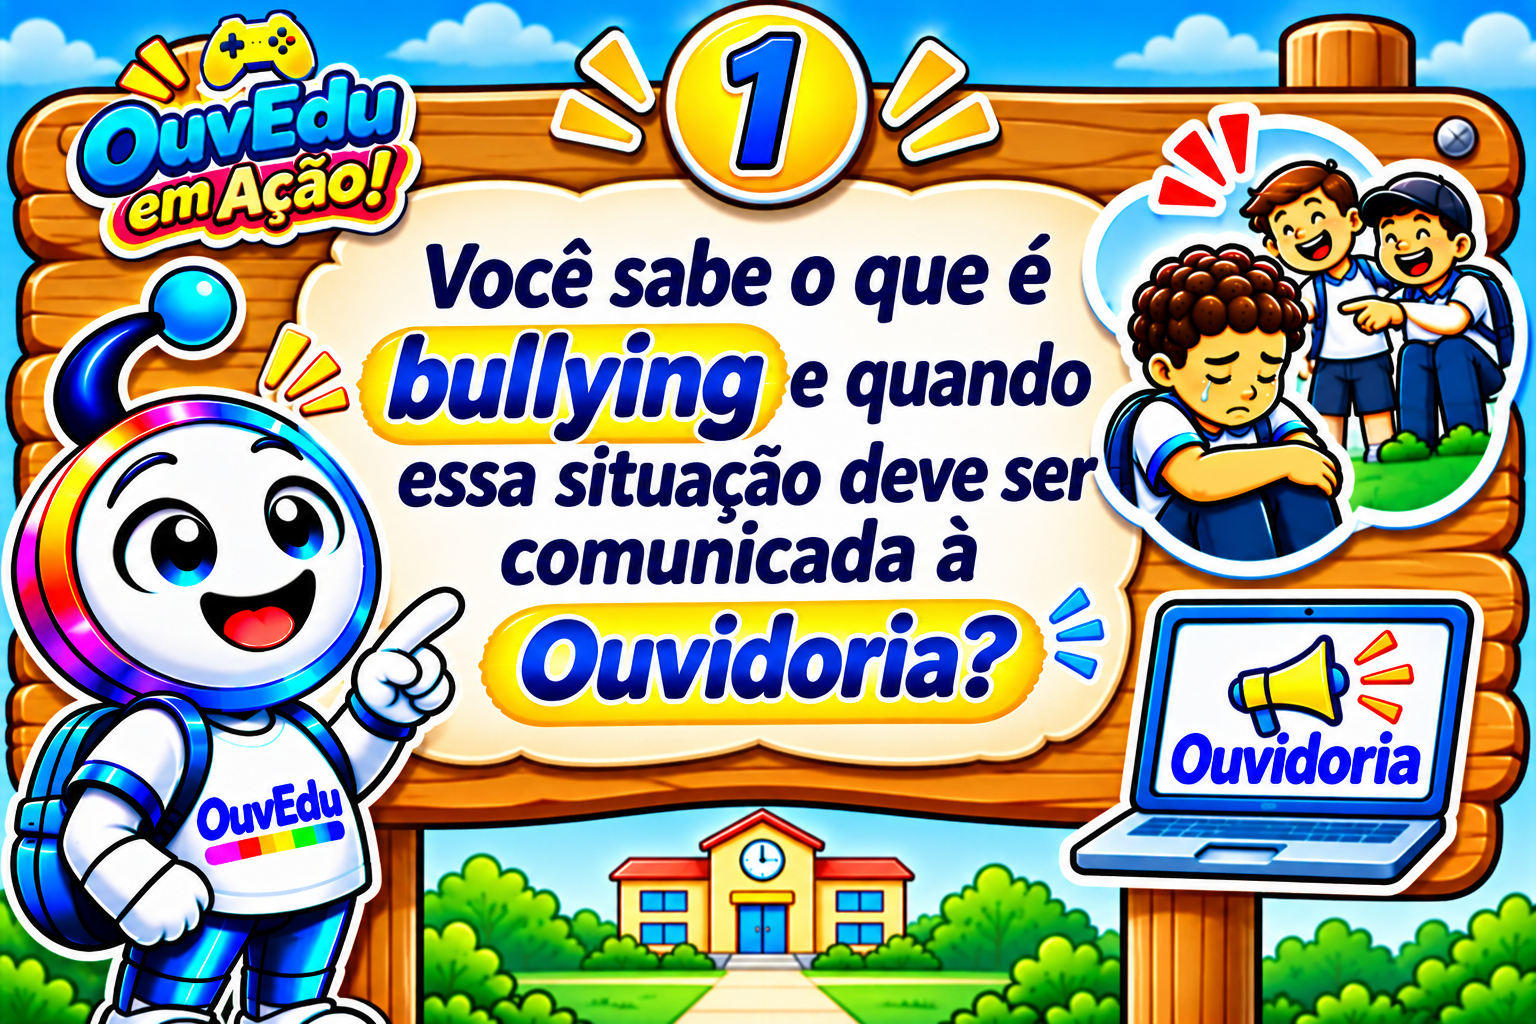 OuvEdu
em Ação!
1
Você sabe o que é
bullying e quando
essa situação deve ser
comunicada à
Ouvidoria?
OuvEdu
Ouvidoria